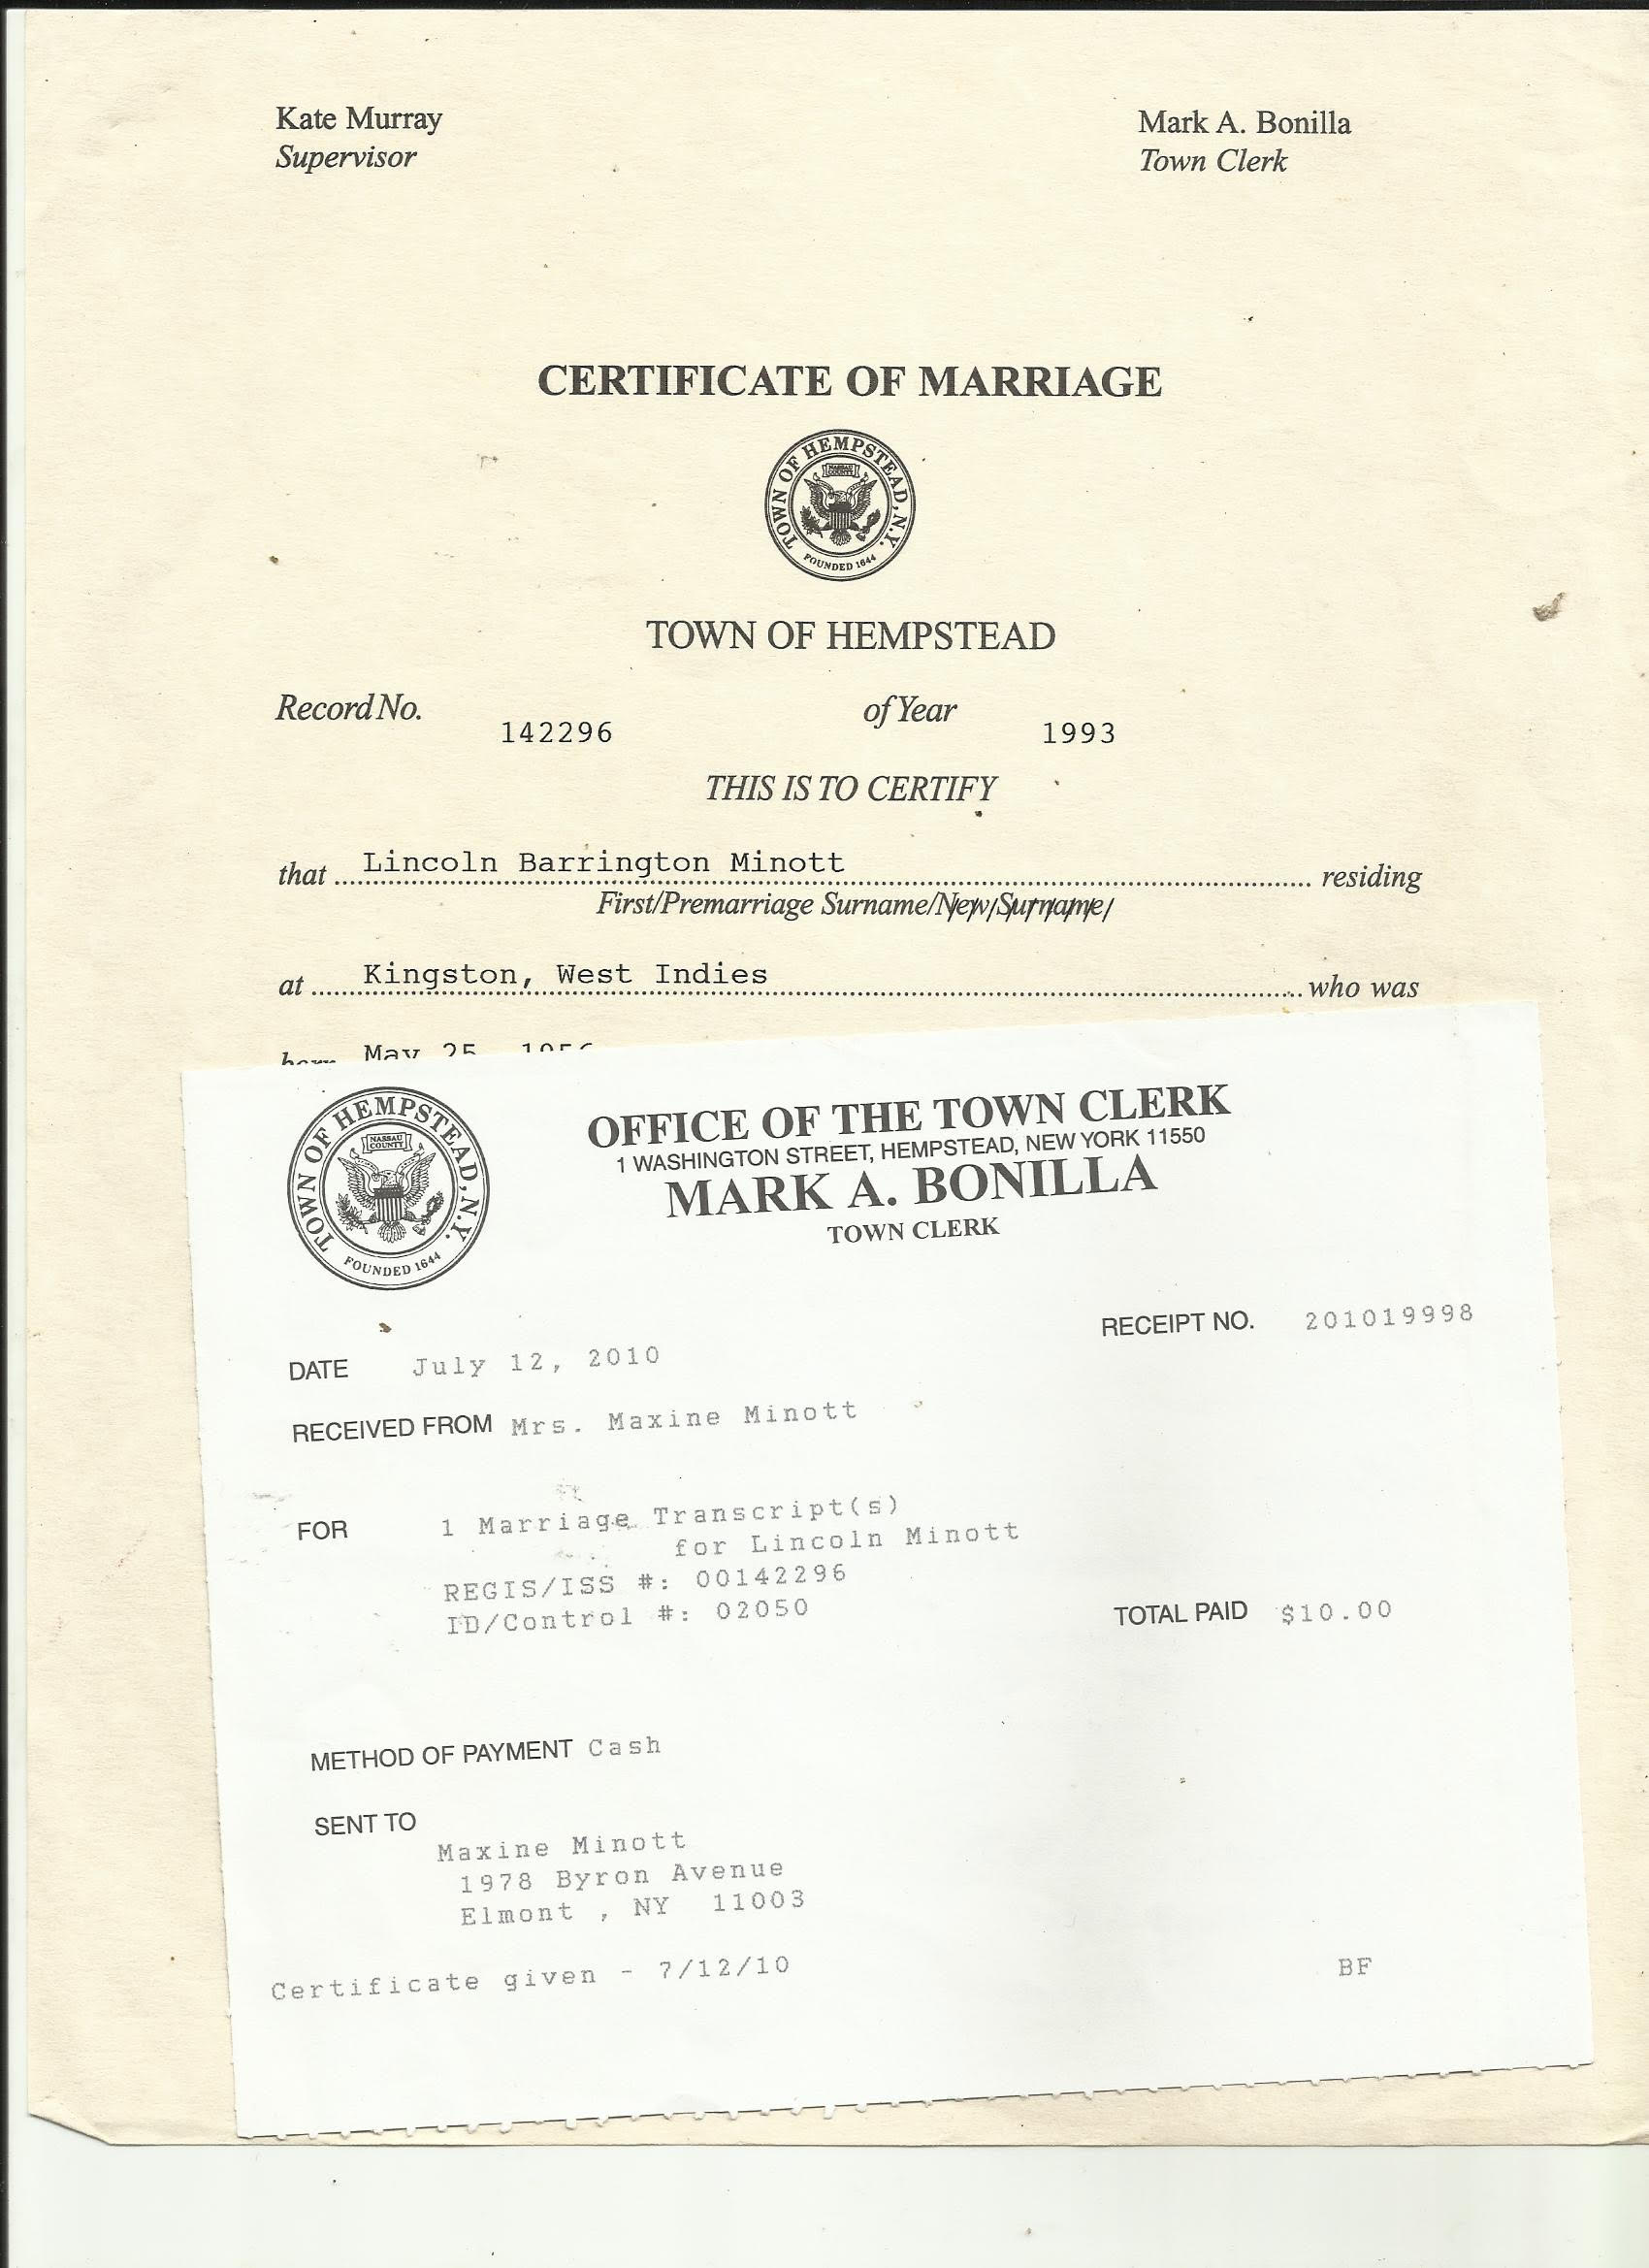 Kate Murray
Supervisor
Mark A. Bonilla
Town Clerk
CERTIFICATE OF MARRIAGE
TOWN OF HEMPSTEAD, N.Y.
NASSAU COUNTY
FOUNDED 1644
TOWN OF HEMPSTEAD
Record No. 142296 of Year 1993
THIS IS TO CERTIFY
that Lincoln Barrington Minott residing
First/Premarriage Surname/New/Surname/
at Kingston, West Indies who was
born May 25, 1956
TOWN OF HEMPSTEAD, N.Y.
NASSAU
COUNTY
FOUNDED 1644
OFFICE OF THE TOWN CLERK
1 WASHINGTON STREET, HEMPSTEAD, NEW YORK 11550
MARK A. BONILLA
TOWN CLERK
RECEIPT NO. 201019998
DATE July 12, 2010
RECEIVED FROM Mrs. Maxine Minott
FOR 1 Marriage Transcript(s)
for Lincoln Minott
REGIS/ISS #: 00142296
ID/Control #: 02050
TOTAL PAID $10.00
METHOD OF PAYMENT Cash
SENT TO
Maxine Minott
1978 Byron Avenue
Elmont , NY 11003
Certificate given - 7/12/10
BF